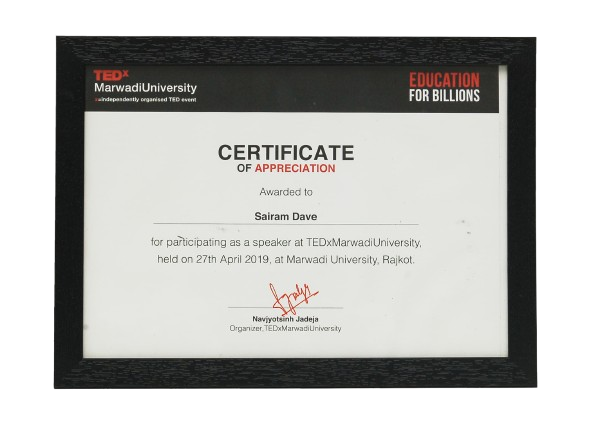 TEDx
MarwadiUniversity
x=independently organised TED event
EDUCATION
FOR BILLIONS
CERTIFICATE
OF APPRECIATION
Awarded to
Sairam Dave
for participating as a speaker at TEDxMarwadiUniversity,
held on 27th April 2019, at Marwadi University, Rajkot.
Navjyotsinh Jadeja
Organizer,TEDxMarwadiUniversity